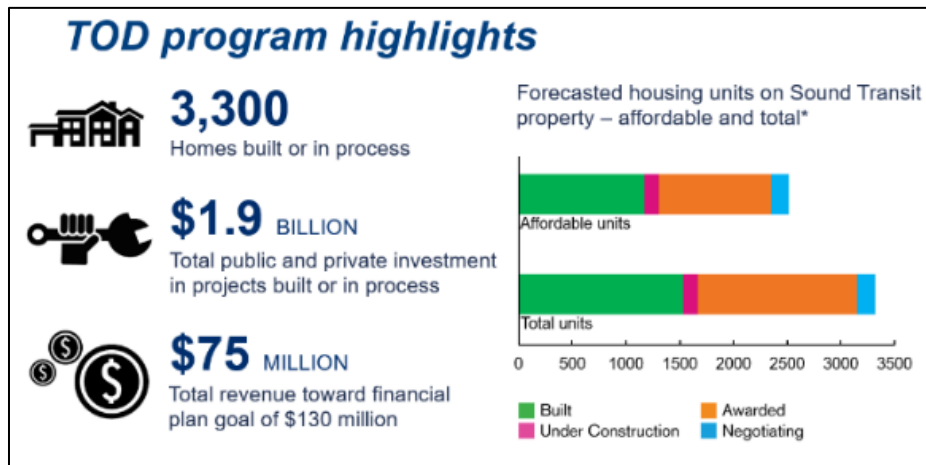 TOD program highlights
3,300
Homes built or in process
$1.9 BILLION
Total public and private investment
in projects built or in process
$75 MILLION
Total revenue toward financial
plan goal of $130 million
Forecasted housing units on Sound Transit
property – affordable and total*
Affordable units
Total units
0 500 1000 1500 2000 2500 3000 3500
Built
Awarded
Under Construction
Negotiating
$
$
$